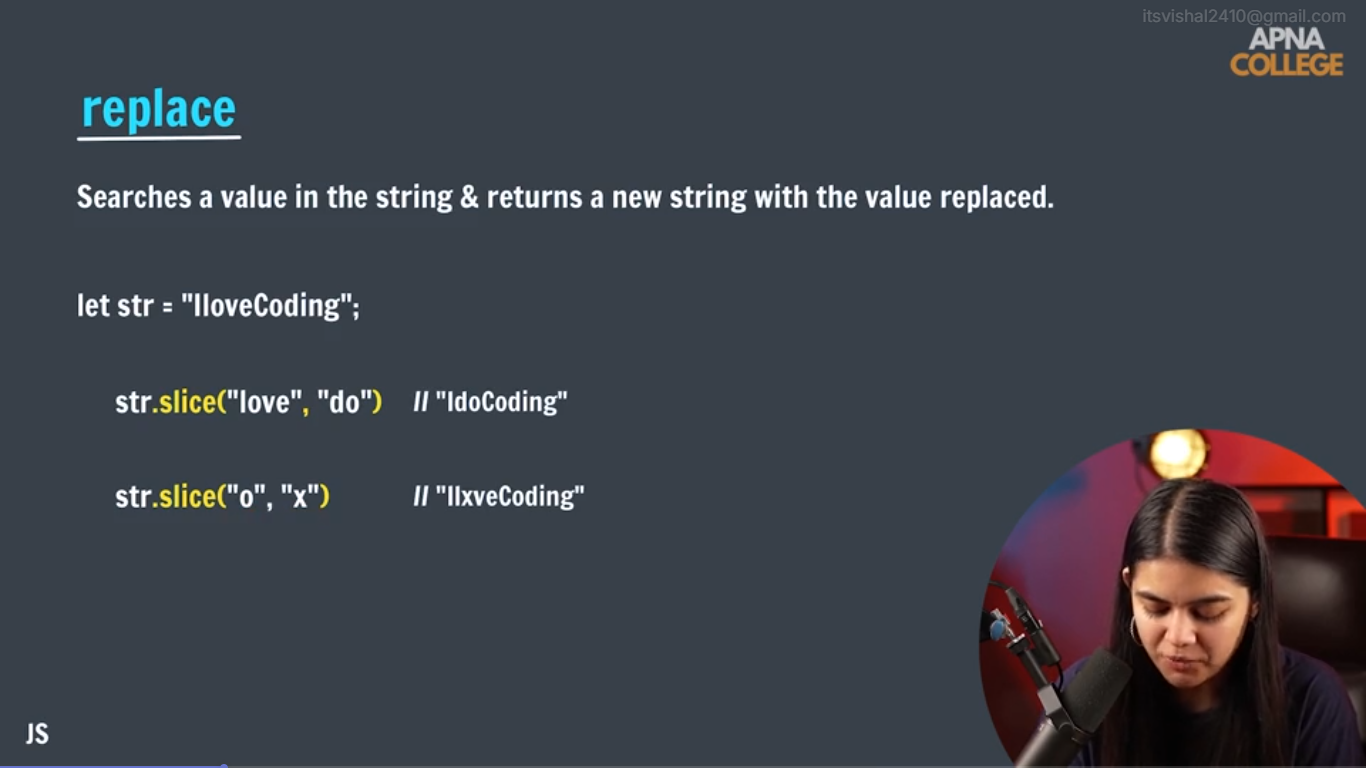 itsvishal2410@gmail.com
APNA
COLLEGE
replace
Searches a value in the string & returns a new string with the value replaced.
let str = "IloveCoding";
str.slice("love", "do") // "IdoCoding"
str.slice("o", "x") // "IlxveCoding"
JS